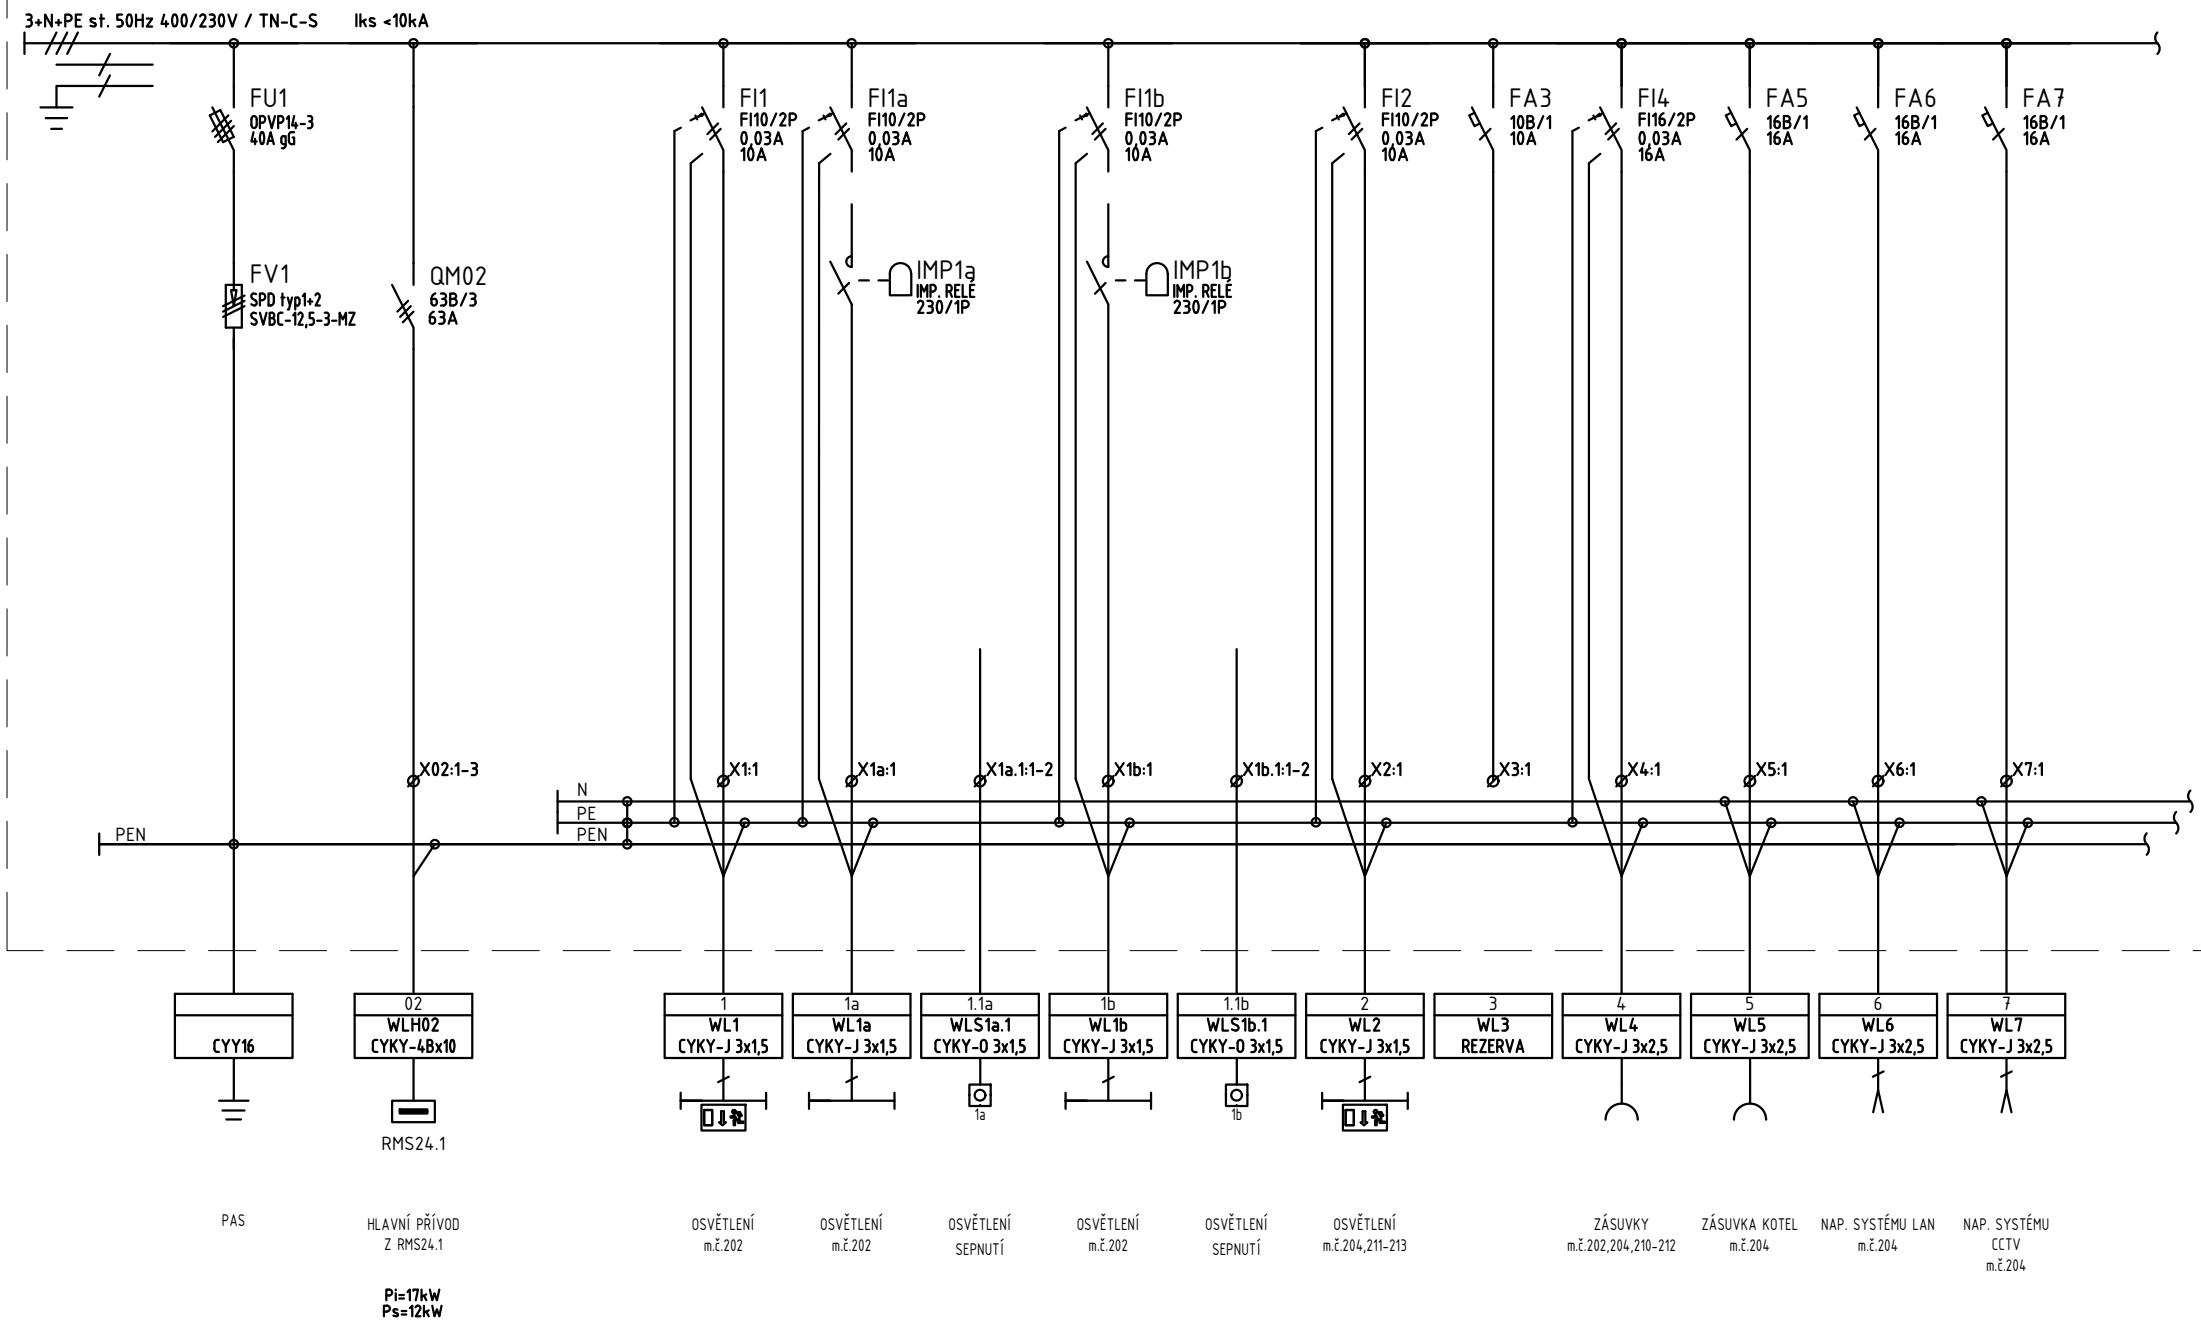 3+N+PE st. 50Hz 400/230V / TN-C-S Iks <10kA
FU1
OPVP14-3
40A gG
FV1
SPD typ1+2
SVBC-12,5-3-MZ
QM02
63B/3
63A
FI1
FI10/2P
0,03A
10A
FI1a
FI10/2P
0,03A
10A
IMP1a
IMP. RELÉ
230/1P
FI1b
FI10/2P
0,03A
10A
IMP1b
IMP. RELÉ
230/1P
FI2
FI10/2P
0,03A
10A
FA3
10B/1
10A
FI4
FI16/2P
0,03A
16A
FA5
16B/1
16A
FA6
16B/1
16A
FA7
16B/1
16A
X02:1-3
X1:1
X1a:1
X1a.1:1-2
X1b:1
X1b.1:1-2
X2:1
X3:1
X4:1
X5:1
X6:1
X7:1
N
PE
PEN
PEN
CYY16
02
WLH02
CYKY-4Bx10
1
WL1
CYKY-J 3x1,5
1a
WL1a
CYKY-J 3x1,5
1.1a
WLS1a.1
CYKY-O 3x1,5
1b
WL1b
CYKY-J 3x1,5
1.1b
WLS1b.1
CYKY-O 3x1,5
2
WL2
CYKY-J 3x1,5
3
WL3
REZERVA
4
WL4
CYKY-J 3x2,5
5
WL5
CYKY-J 3x2,5
6
WL6
CYKY-J 3x2,5
7
WL7
CYKY-J 3x2,5
1a
1b
RMS24.1
PAS
HLAVNÍ PŘÍVOD
Z RMS24.1
Pi=17kW
Ps=12kW
OSVĚTLENÍ
m.č.202
OSVĚTLENÍ
m.č.202
OSVĚTLENÍ
SEPNUTÍ
OSVĚTLENÍ
m.č.202
OSVĚTLENÍ
SEPNUTÍ
OSVĚTLENÍ
m.č.204,211-213
ZÁSUVKY
m.č.202,204,210-212
ZÁSUVKA KOTEL
m.č.204
NAP. SYSTÉMU LAN
m.č.204
NAP. SYSTÉMU
CCTV
m.č.204